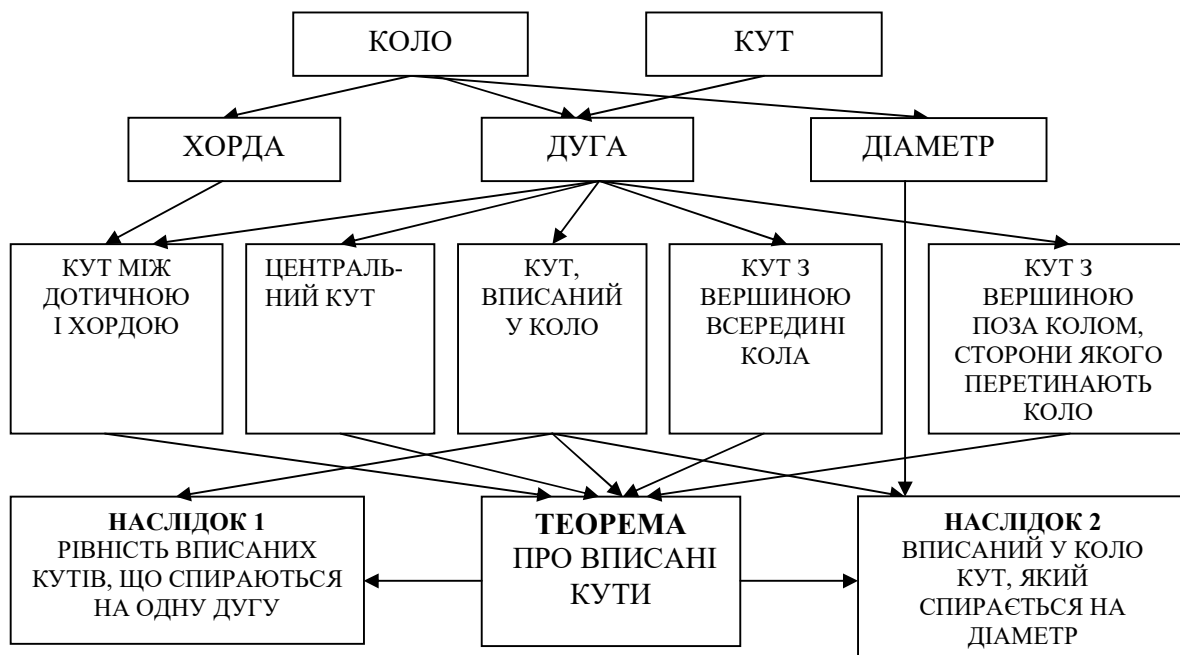 КОЛО
КУТ
ХОРДА
ДУГА
ДІАМЕТР
КУТ МІЖ
ДОТИЧНОЮ
І ХОРДОЮ
ЦЕНТРАЛЬ-
НИЙ КУТ
КУТ,
ВПИСАНИЙ
У КОЛО
КУТ З
ВЕРШИНОЮ
ВСЕРЕДИНІ
КОЛА
КУТ З
ВЕРШИНОЮ
ПОЗА КОЛОМ,
СТОРОНИ ЯКОГО
ПЕРЕТИНАЮТЬ
КОЛО
НАСЛІДОК 1
РІВНІСТЬ ВПИСАНИХ
КУТІВ, ЩО СПИРАЮТЬСЯ
НА ОДНУ ДУГУ
ТЕОРЕМА
ПРО ВПИСАНІ
КУТИ
НАСЛІДОК 2
ВПИСАНИЙ У КОЛО
КУТ, ЯКИЙ
СПИРАЄТЬСЯ НА
ДІАМЕТР